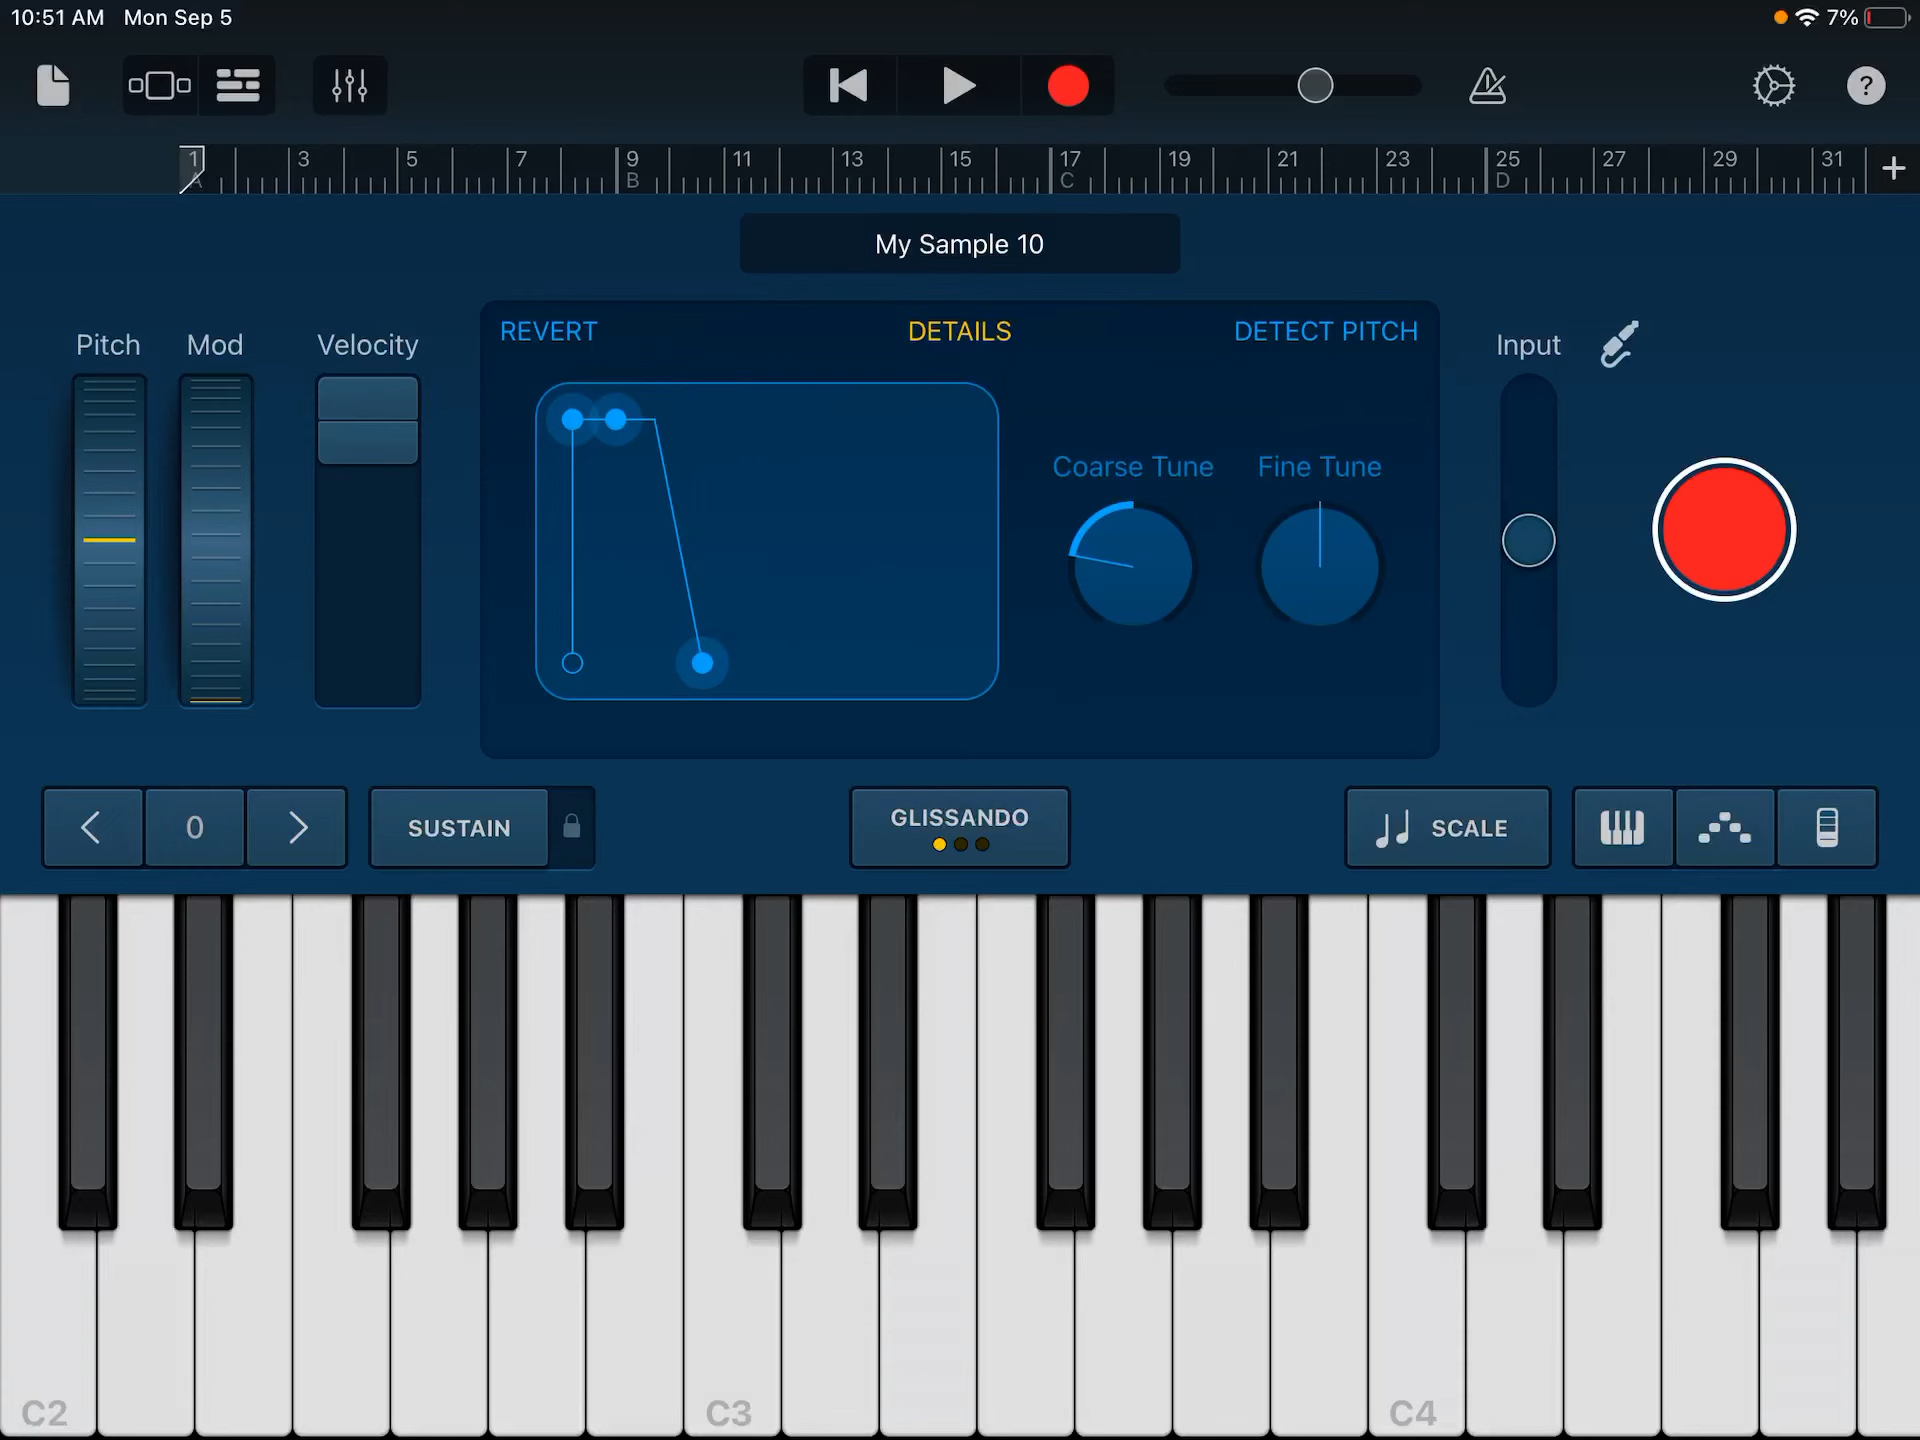 10:51 AM Mon Sep 5
7%
?
1 3 5 7 9 11 13 15 17 19 21 23 25 27 29 31 +
A B C D
My Sample 10
Pitch Mod Velocity
REVERT DETAILS DETECT PITCH
Input
Coarse Tune Fine Tune
0
SUSTAIN
GLISSANDO
SCALE
C2 C3 C4